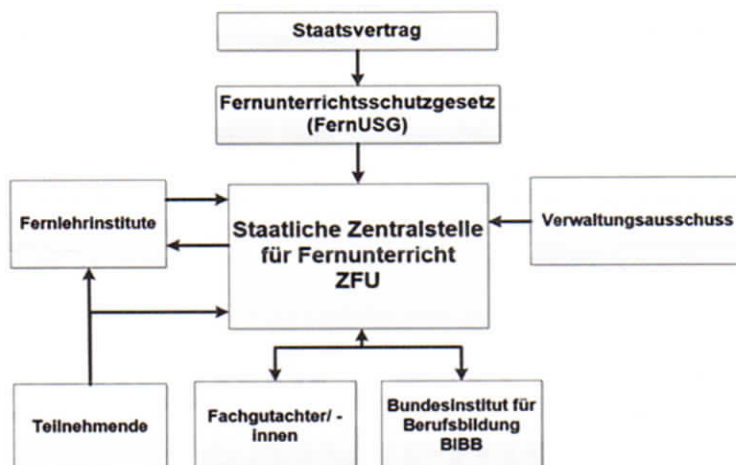 Staatsvertrag
Fernunterrichtsschutzgesetz
(FernUSG)
Fernlehrinstitute
Staatliche Zentralstelle
für Fernunterricht
ZFU
Verwaltungsausschuss
Teilnehmende
Fachgutachter/ -
innen
Bundesinstitut für
Berufsbildung
BIBB